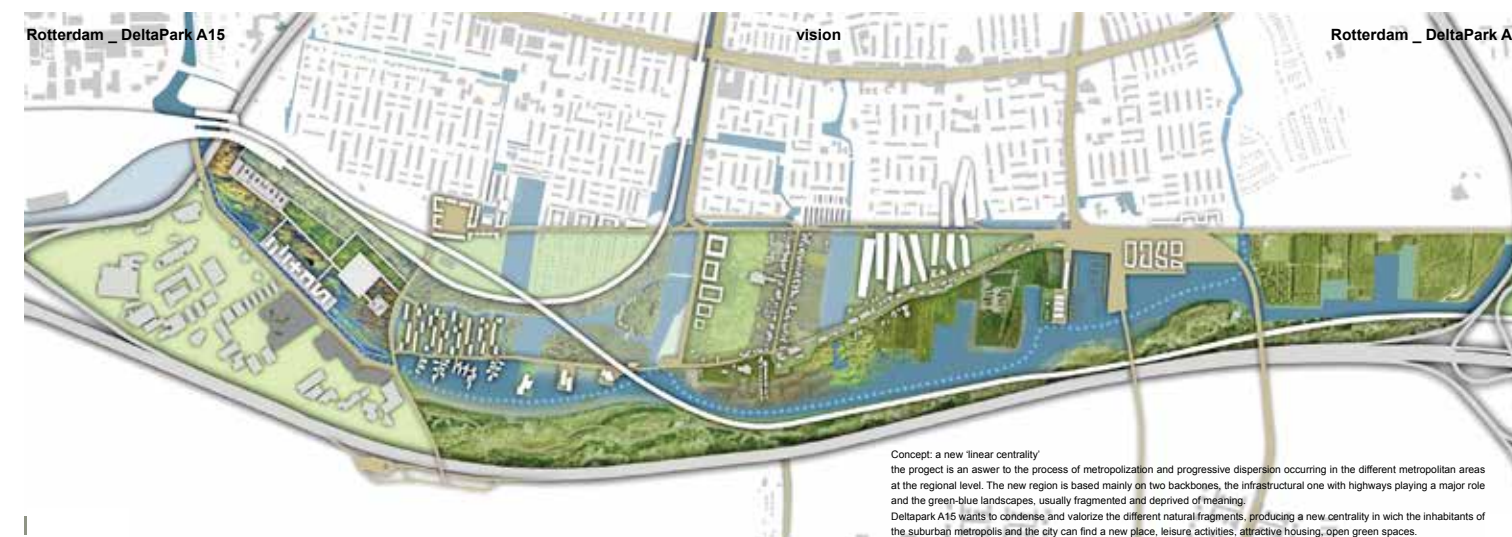 Rotterdam _ DeltaPark A15
vision
Rotterdam _ DeltaPark A
Concept: a new 'linear centrality'
the progect is an aswer to the process of metropolization and progressive dispersion occurring in the different metropolitan areas
at the regional level. The new region is based mainly on two backbones, the infrastructural one with highways playing a major role
and the green-blue landscapes, usually fragmented and deprived of meaning.
Deltapark A15 wants to condense and valorize the different natural fragments, producing a new centrality in wich the inhabitants of
the suburban metropolis and the city can find a new place, leisure activities, attractive housing, open green spaces.